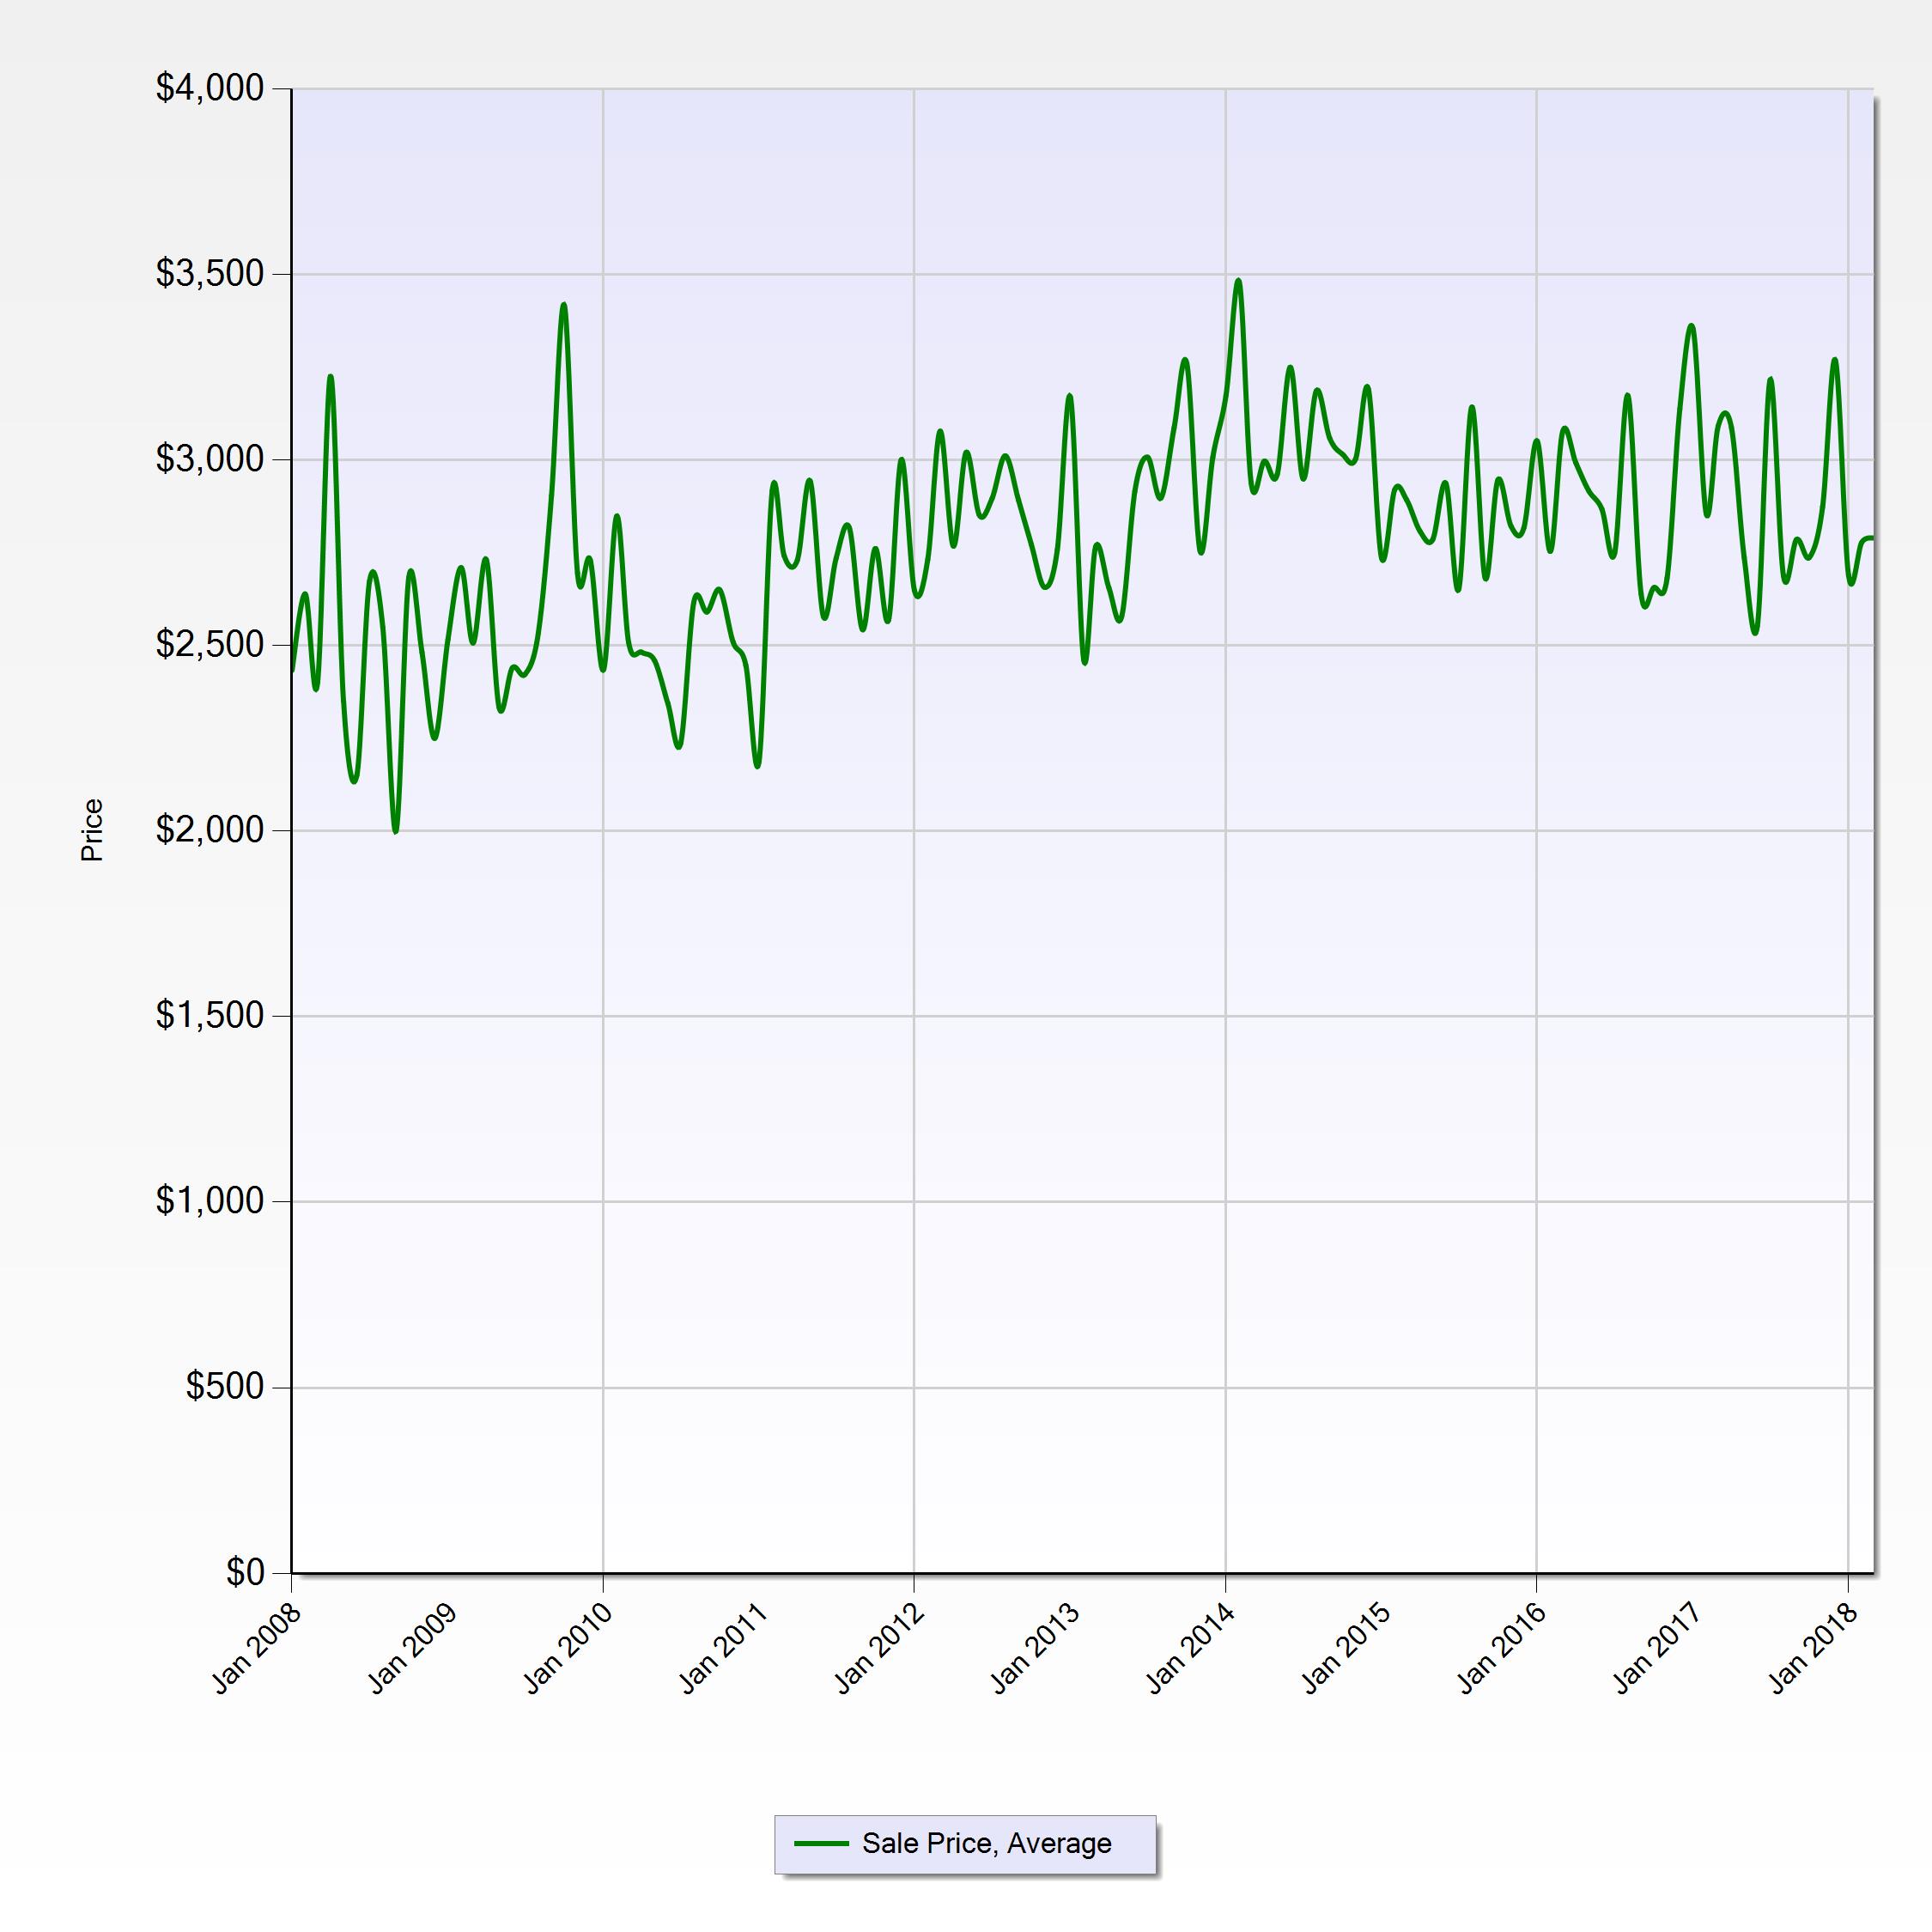 $4,000
$3,500
$3,000
$2,500
$2,000
$1,500
$1,000
$500
$0
Price
Jan 2008
Jan 2009
Jan 2010
Jan 2011
Jan 2012
Jan 2013
Jan 2014
Jan 2015
Jan 2016
Jan 2017
Jan 2018
Sale Price, Average